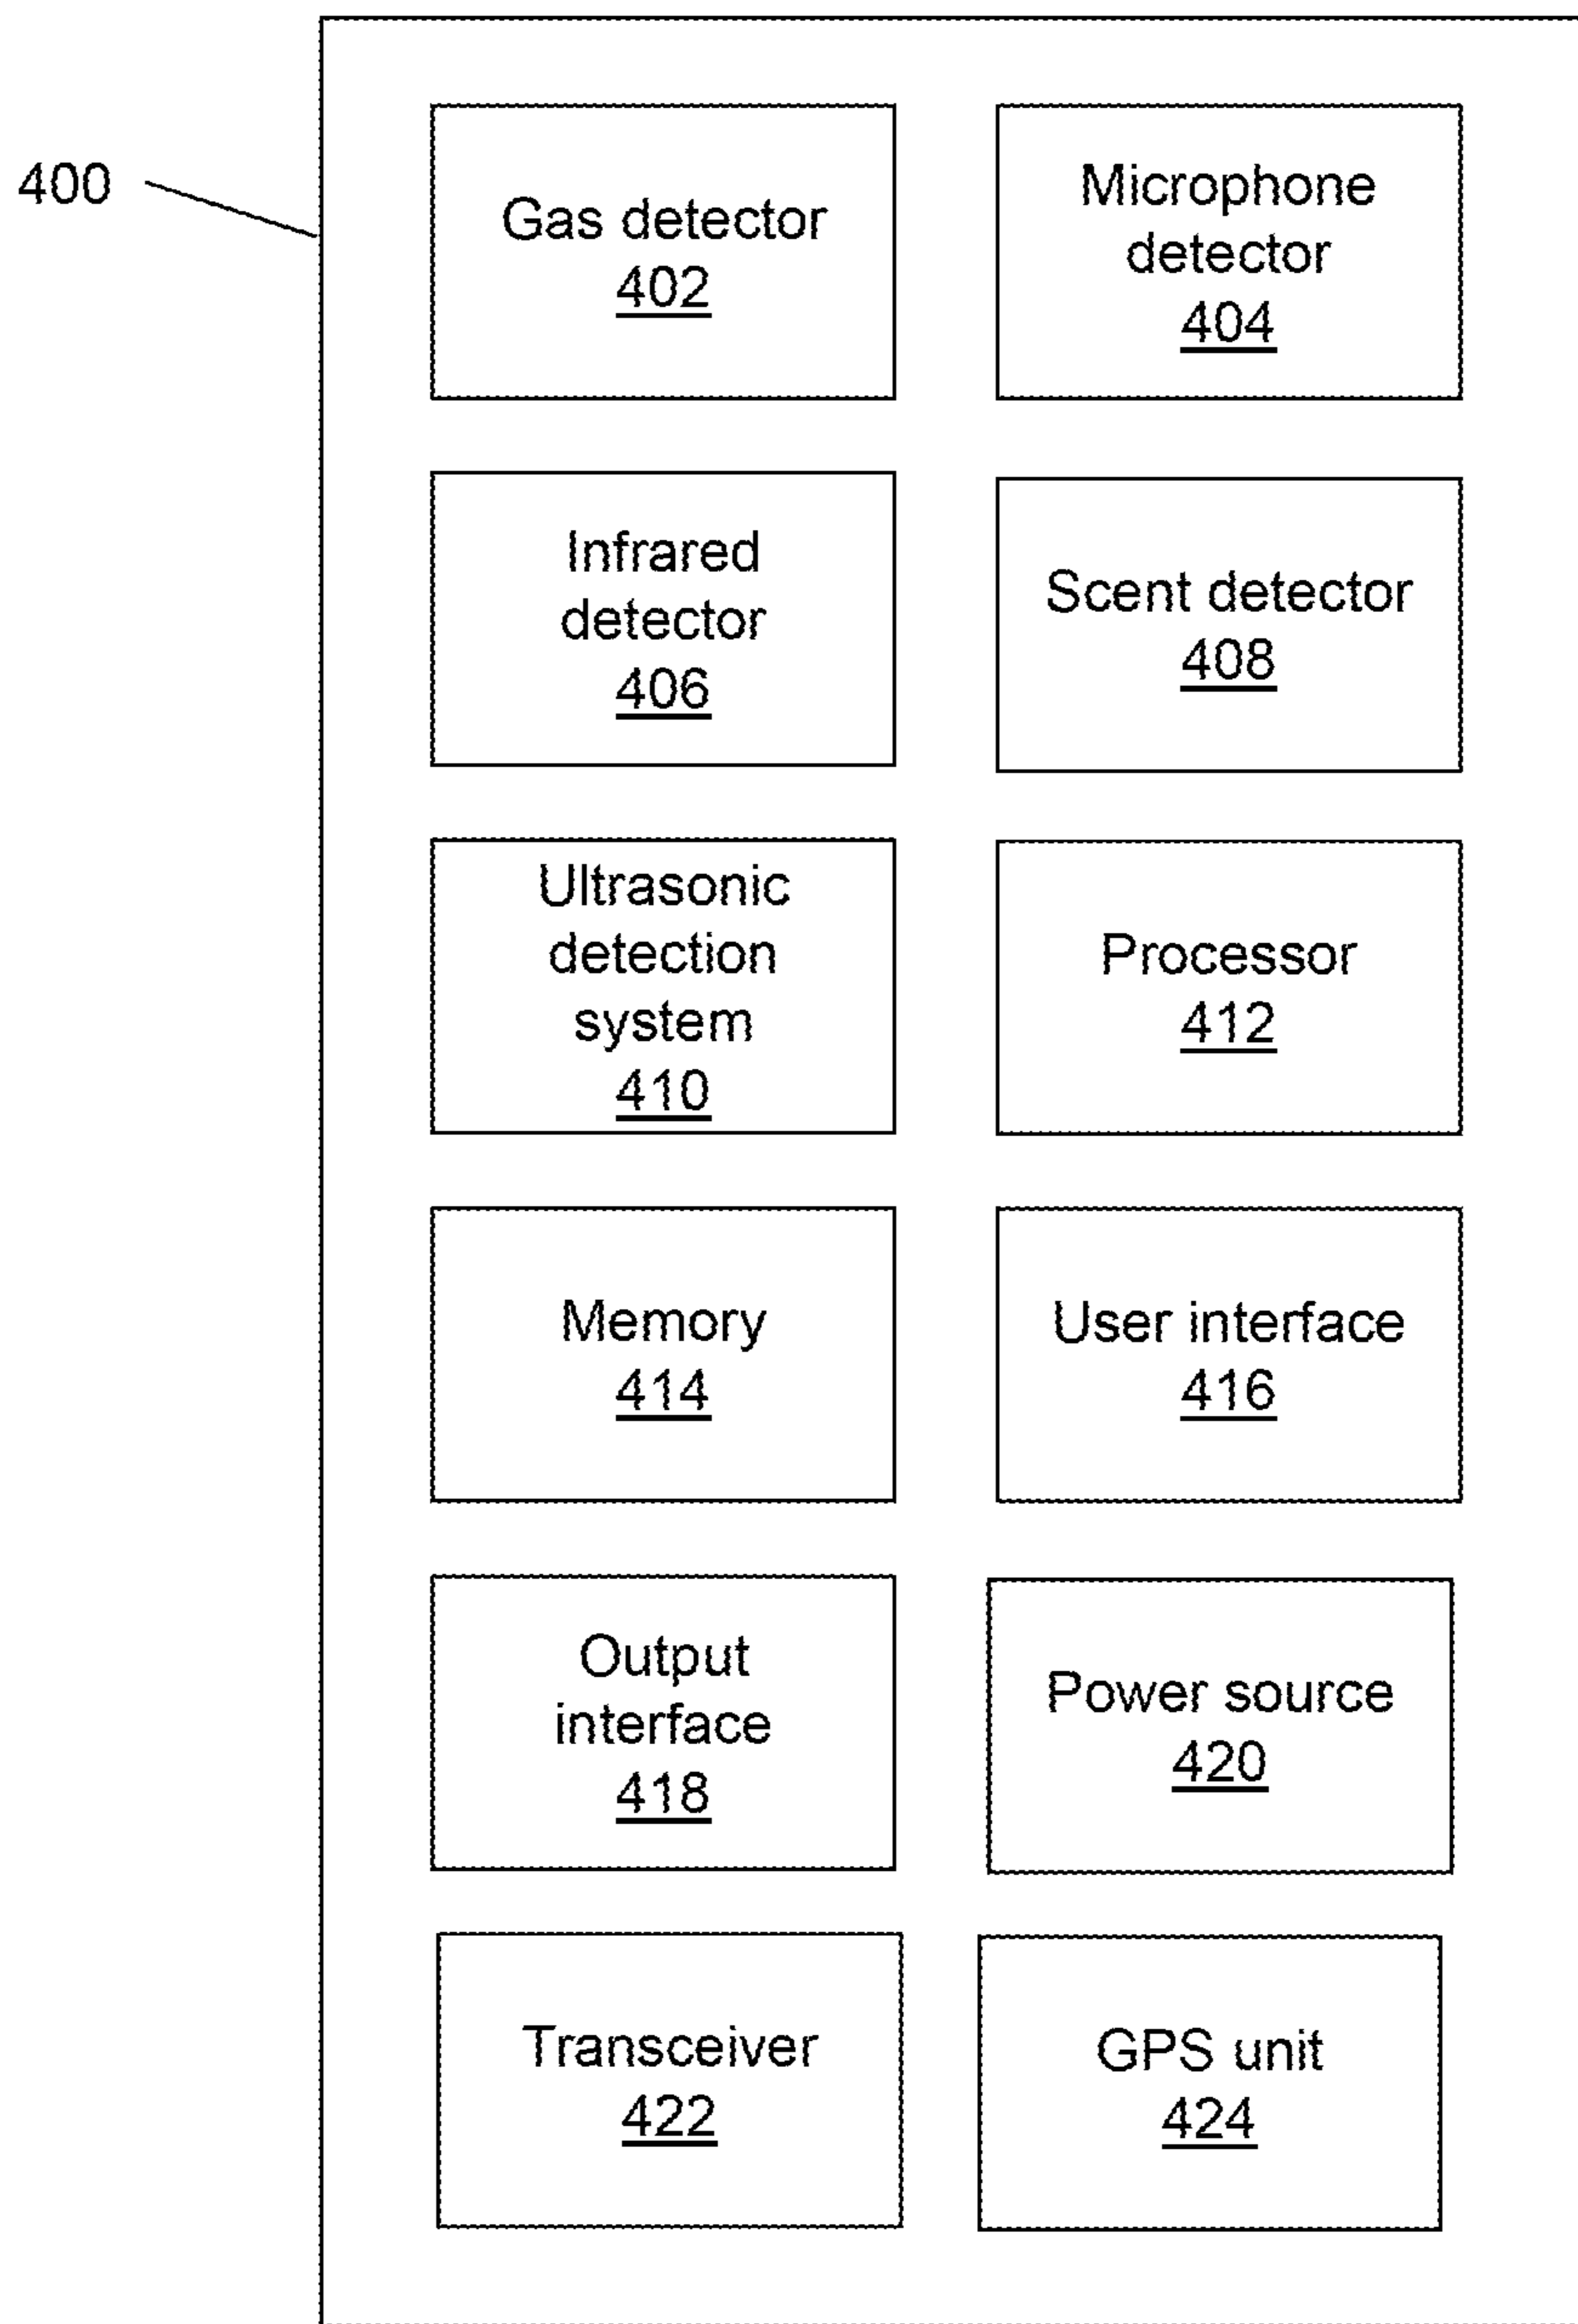 400
Gas detector
402
Microphone
detector
404
Infrared
detector
406
Scent detector
408
Ultrasonic
detection
system
410
Processor
412
Memory
414
User interface
416
Output
interface
418
Power source
420
Transceiver
422
GPS unit
424